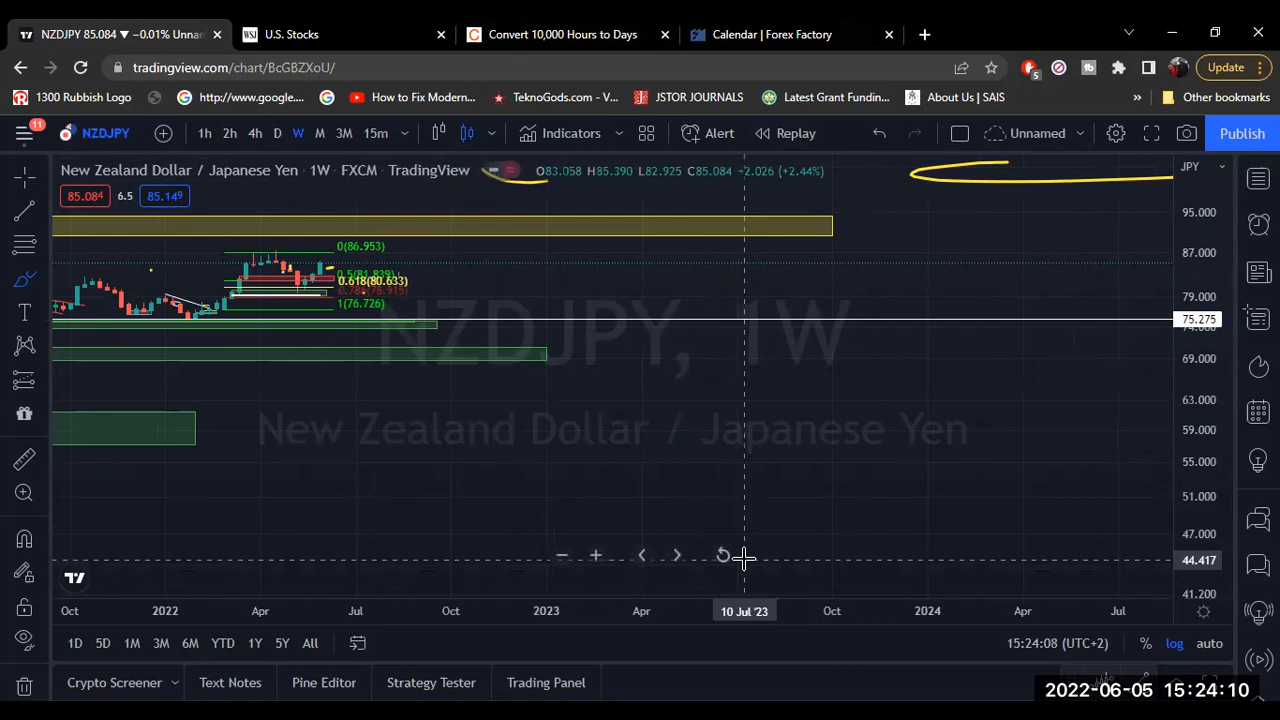 NZDJPY 85.084 ▼ −0.01% Unnar
U.S. Stocks
Convert 10,000 Hours to Days
Calendar | Forex Factory
tradingview.com/chart/BcGBZXoU/
5
Update
1300 Rubbish Logo
http://www.google....
How to Fix Modern...
TeknoGods.com - V...
JSTOR JOURNALS
Latest Grant Fundin...
About Us | SAIS
»
Other bookmarks
11
NZDJPY
1h 2h 4h D W M 3M 15m
Indicators
Alert
Replay
Unnamed
Publish
New Zealand Dollar / Japanese Yen · 1W · FXCM · TradingView
O83.058 H85.390 L82.925 C85.084 +2.026 (+2.44%)
JPY
85.084 6.5 85.149
95.000
0(86.953)
87.000
0.5(81.839)
0.618(80.633)
79.000
1(76.726)
75.275
NZDJPY, 1W
69.000
63.000
New Zealand Dollar / Japanese Yen
59.000
55.000
51.000
47.000
44.417
41.200
Oct 2022 Apr Jul Oct 2023 Apr 10 Jul '23 Oct 2024 Apr Jul
1D 5D 1M 3M 6M YTD 1Y 5Y All
15:24:08 (UTC+2)
% log auto
Crypto Screener
Text Notes
Pine Editor
Strategy Tester
Trading Panel
2022-06-05 15:24:10